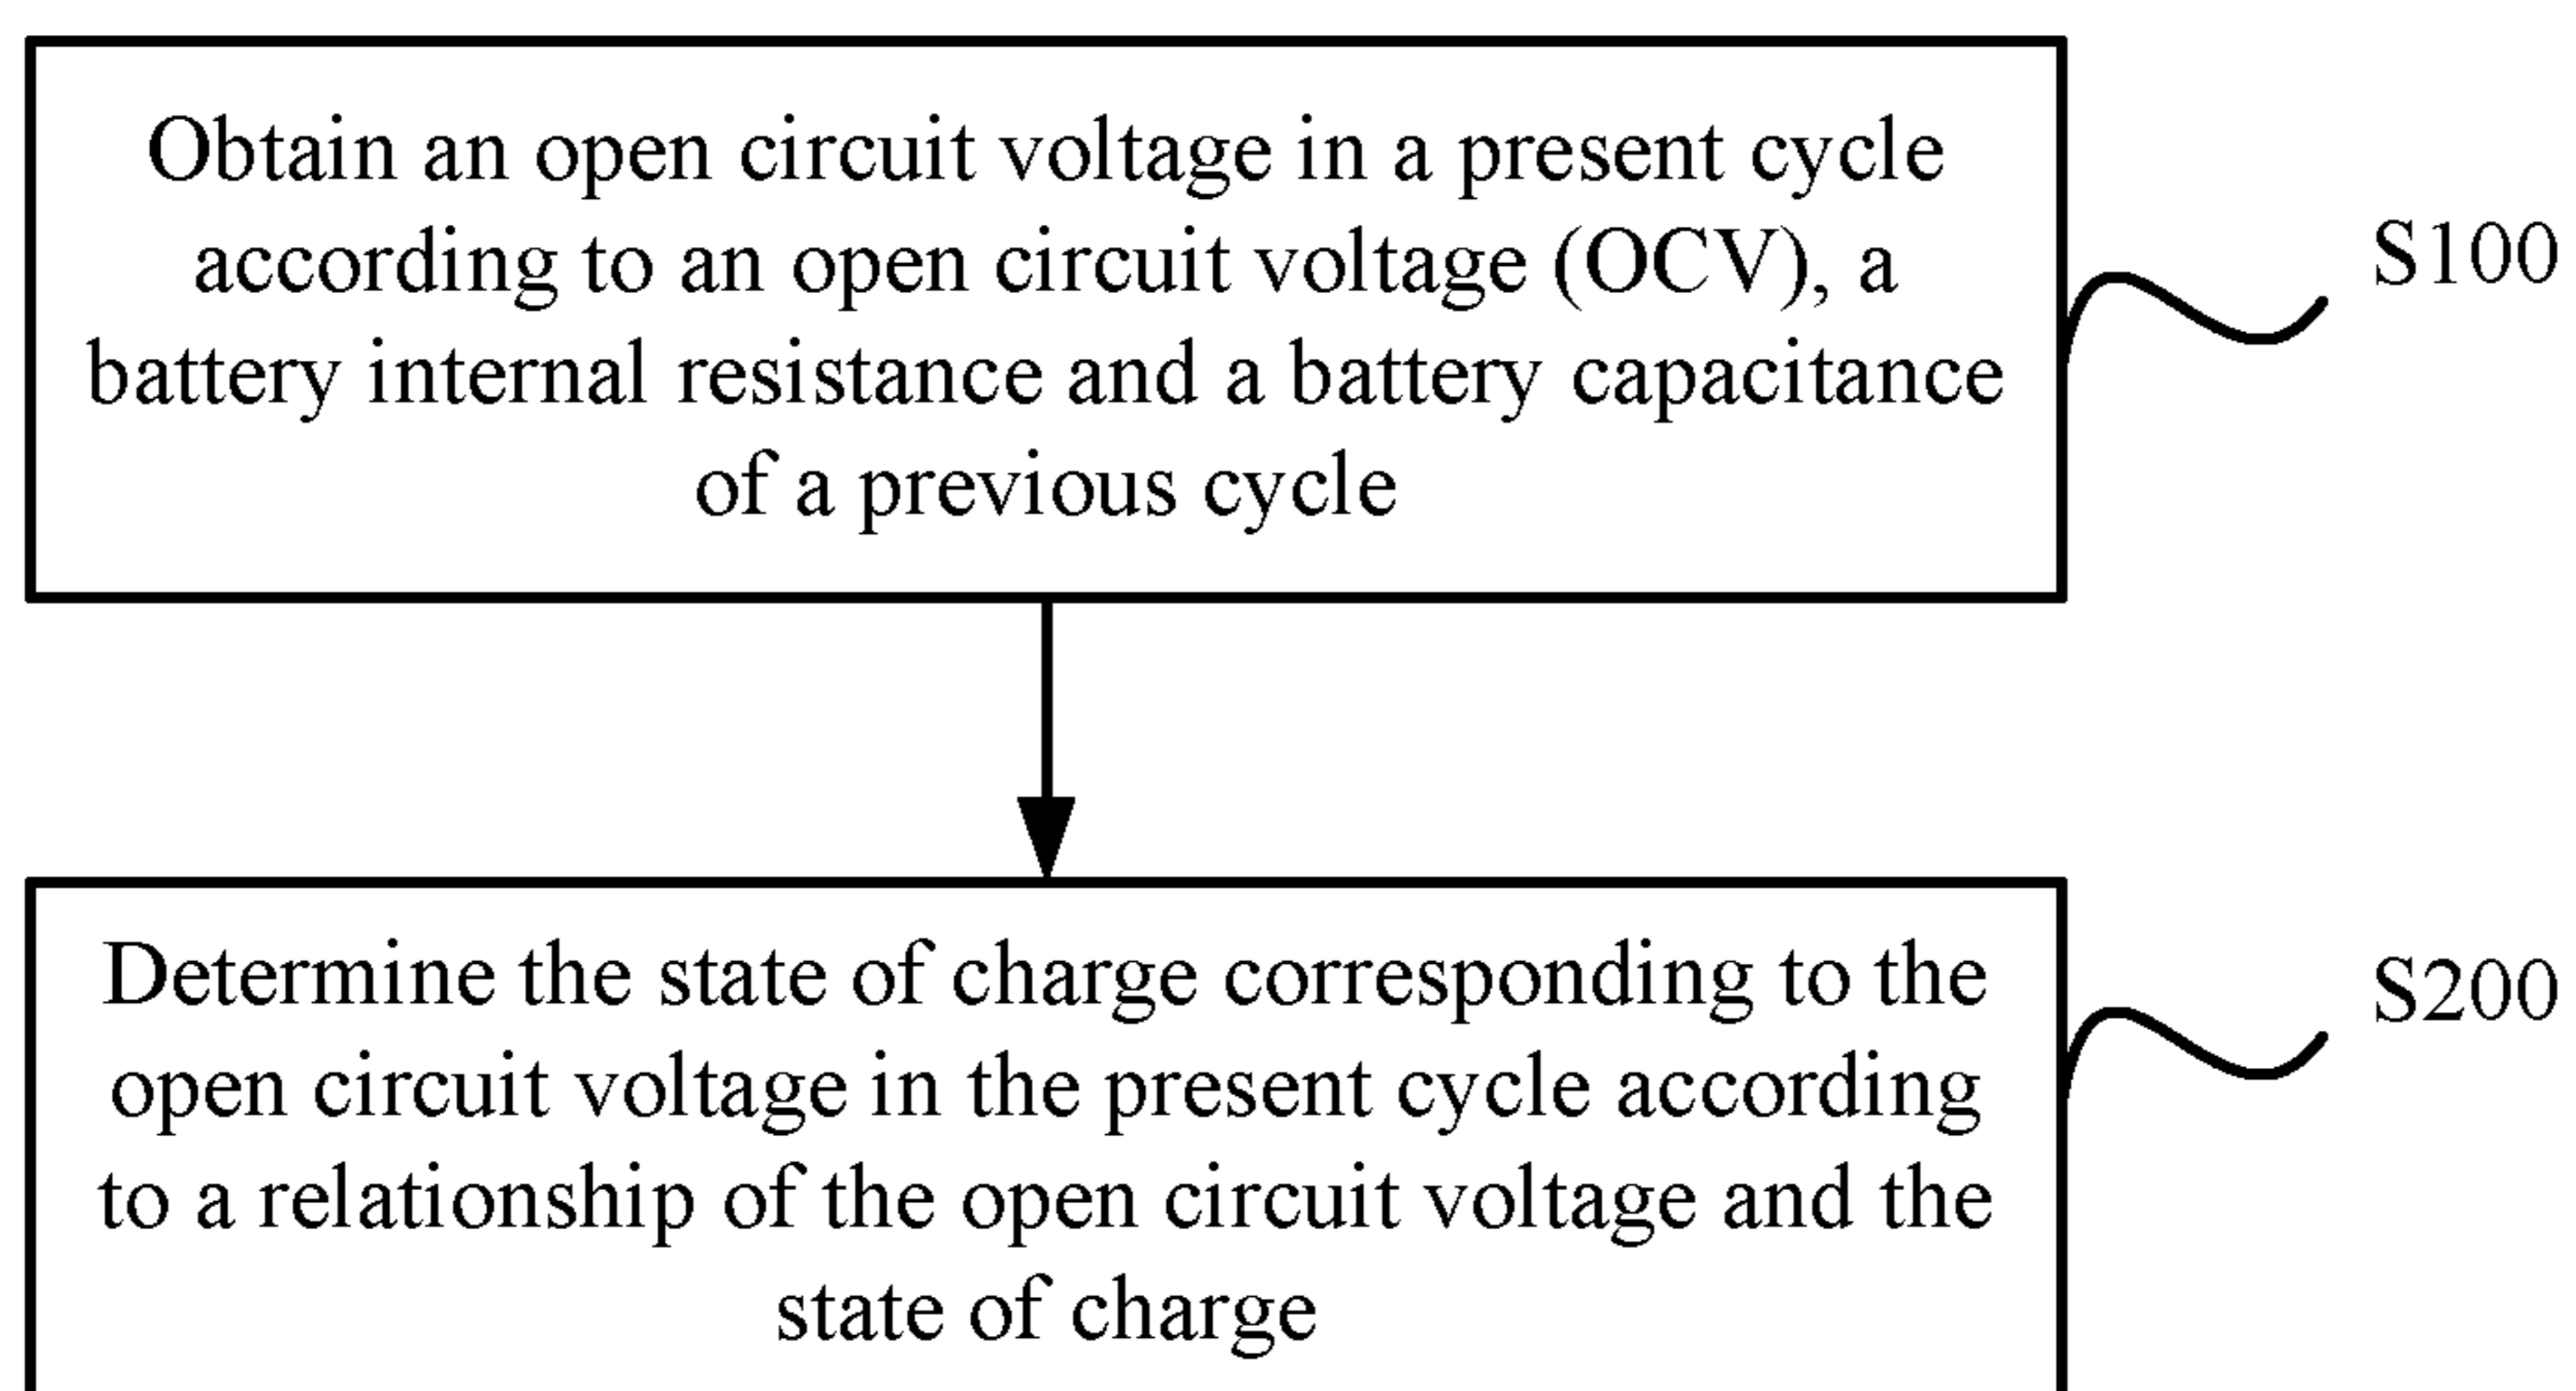 Obtain an open circuit voltage in a present cycle
according to an open circuit voltage (OCV), a
battery internal resistance and a battery capacitance
of a previous cycle
S100
Determine the state of charge corresponding to the
open circuit voltage in the present cycle according
to a relationship of the open circuit voltage and the
state of charge
S200